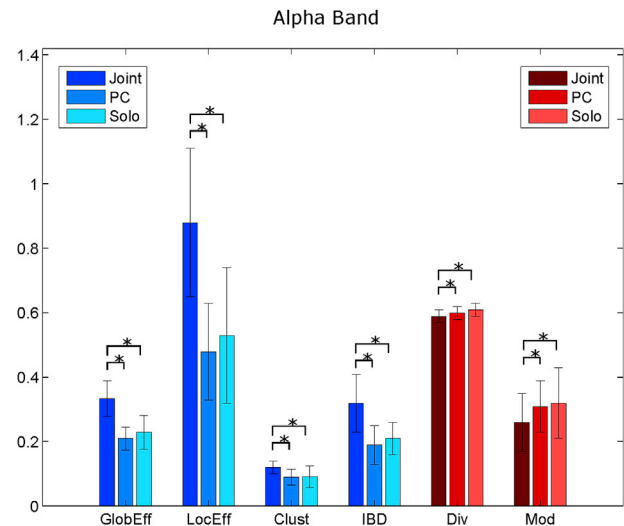 Alpha Band
1.4
1.2
1
0.8
0.6
0.4
0.2
0
Joint
PC
Solo
Joint
PC
Solo
* *
* *
* *
* *
* *
* *
GlobEff LocEff Clust IBD Div Mod